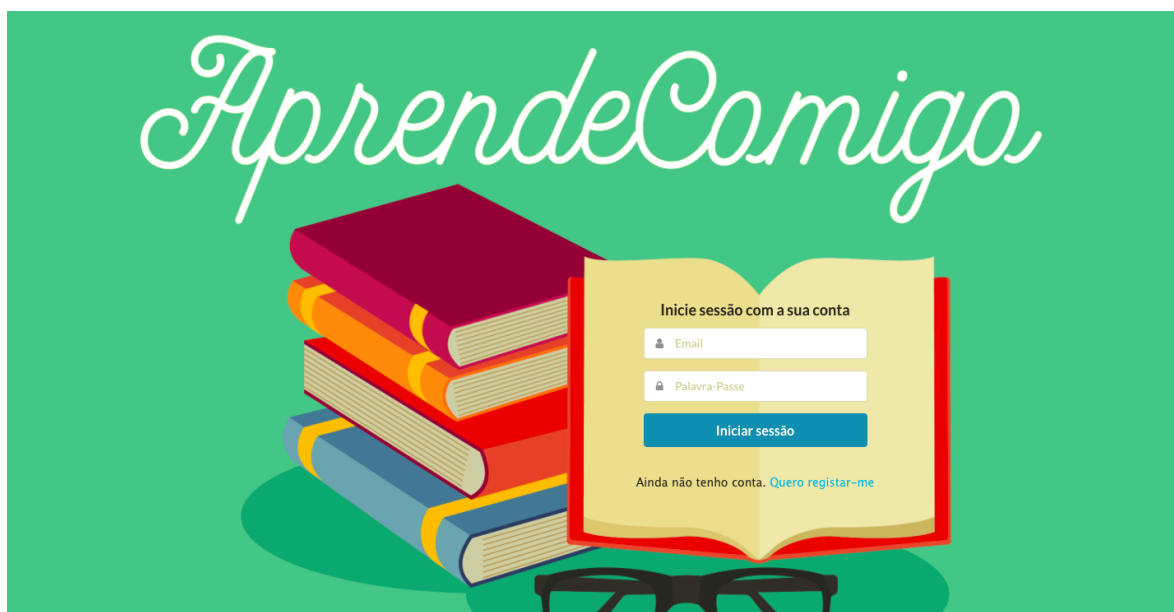 AprendeComigo
Inicie sessão com a sua conta
Email
Palavra-Passe
Iniciar sessão
Ainda não tenho conta. Quero registar-me